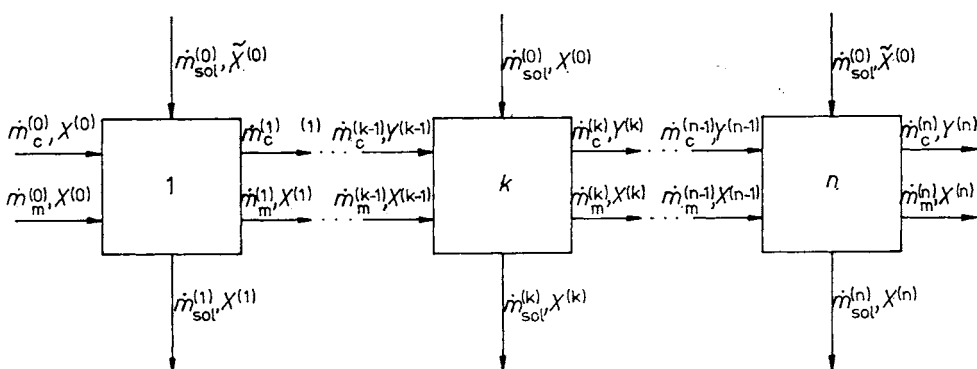 ṁ_sol^(0), X̃^(0)
ṁ_sol^(0), X^(0)
ṁ_sol^(0), X̃^(0)
ṁ_c^(0), X^(0)
ṁ_c^(1) (1)
ṁ_c^(k-1), Y^(k-1)
ṁ_c^(k), Y^(k)
ṁ_c^(n-1), Y^(n-1)
ṁ_c^(n), Y^(n)
1
k
n
ṁ_m^(0), X^(0)
ṁ_m^(1), X^(1)
ṁ_m^(k-1), X^(k-1)
ṁ_m^(k), X^(k)
ṁ_m^(n-1), X^(n-1)
ṁ_m^(n), X^(n)
ṁ_sol^(1), X^(1)
ṁ_sol^(k), X^(k)
ṁ_sol^(n), X^(n)